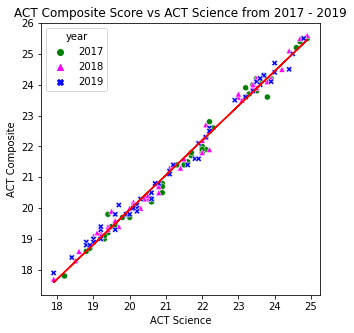 ACT Composite Score vs ACT Science from 2017 - 2019
year
2017
2018
2019
26
25
24
23
22
21
20
19
18
ACT Composite
18 19 20 21 22 23 24 25
ACT Science